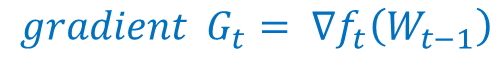 gradient G_t = ∇f_t(W_{t−1})